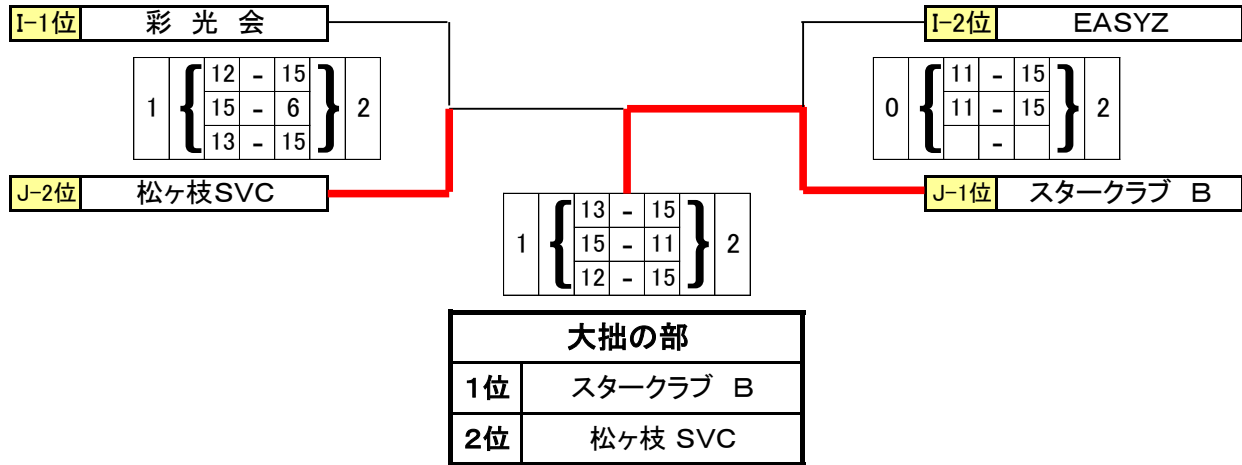 I-1位 彩 光 会
I-2位 EASYZ
1 { 12 - 15 } 2
15 - 6
13 - 15
0 { 11 - 15 } 2
11 - 15
-
J-2位 松ヶ枝SVC
J-1位 スタークラブ B
1 { 13 - 15 } 2
15 - 11
12 - 15
大拙の部
1位 スタークラブ B
2位 松ヶ枝 SVC